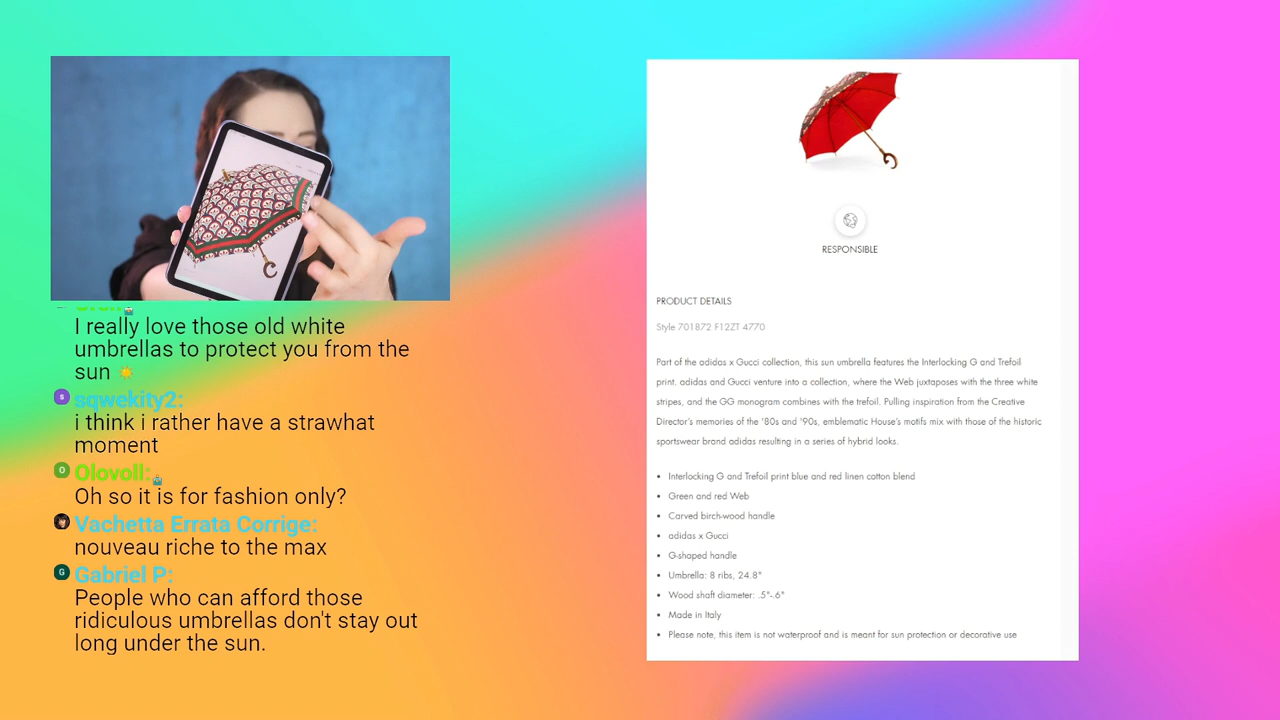 I really love those old white
umbrellas to protect you from the
sun ☀️
S sqwekity2:
i think i rather have a strawhat
moment
O Olovoll:
Oh so it is for fashion only?
Vachetta Errata Corrige:
nouveau riche to the max
G Gabriel P:
People who can afford those
ridiculous umbrellas don't stay out
long under the sun.
RESPONSIBLE
PRODUCT DETAILS
Style 701872 F12ZT 4770
Part of the adidas x Gucci collection, this sun umbrella features the Interlocking G and Trefoil
print. adidas and Gucci venture into a collection, where the Web juxtaposes with the three white
stripes, and the GG monogram combines with the trefoil. Pulling inspiration from the Creative
Director's memories of the '80s and '90s, emblematic House's motifs mix with those of the historic
sportswear brand adidas resulting in a series of hybrid looks.
• Interlocking G and Trefoil print blue and red linen cotton blend
• Green and red Web
• Carved birch-wood handle
• adidas x Gucci
• G-shaped handle
• Umbrella: 8 ribs, 24.8"
• Wood shaft diameter: .5"-.6"
• Made in Italy
• Please note, this item is not waterproof and is meant for sun protection or decorative use